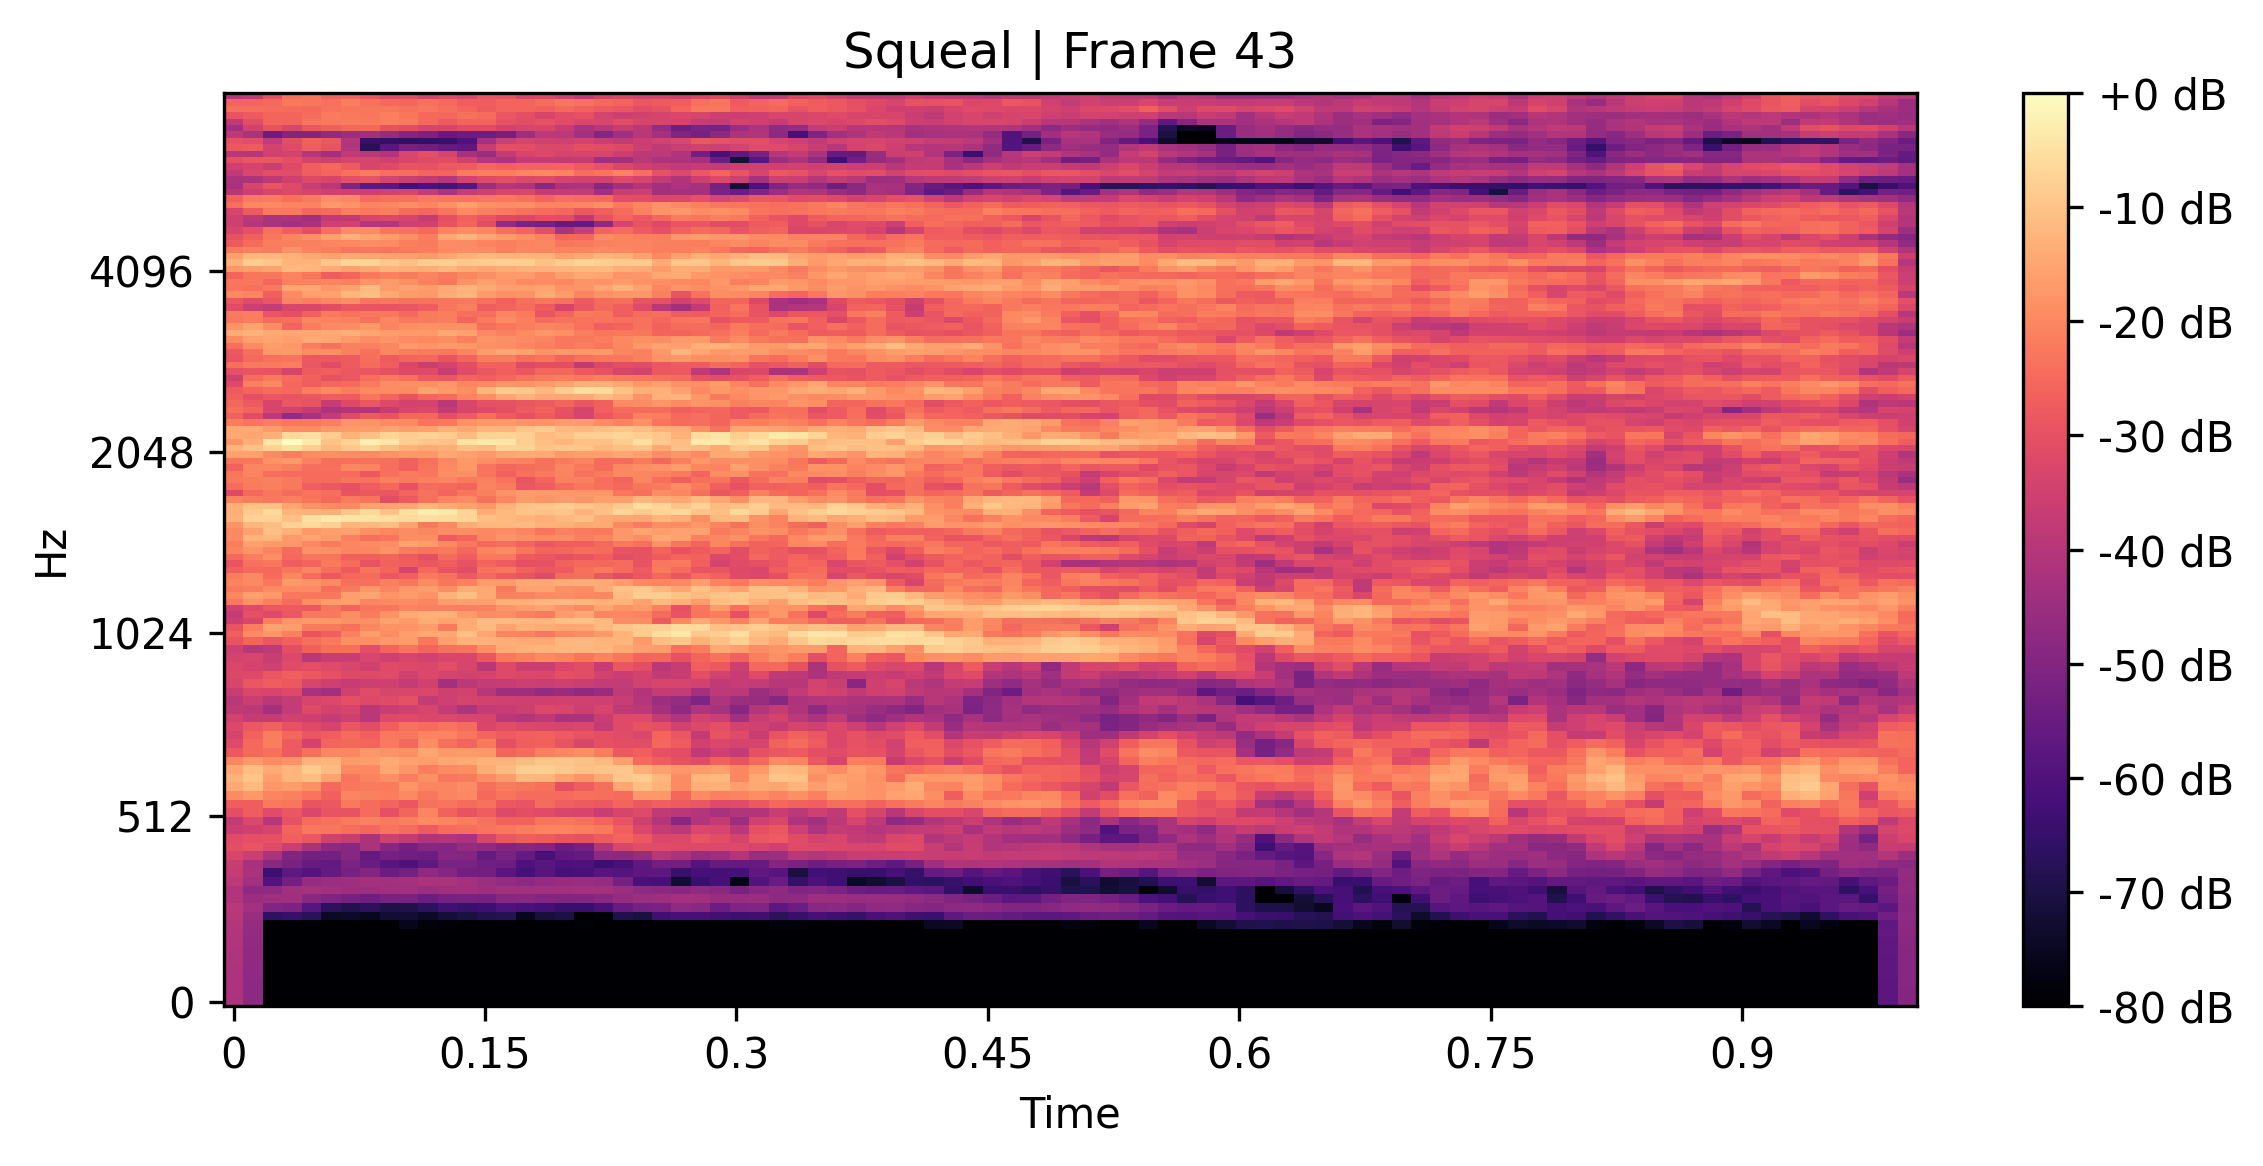 Squeal | Frame 43
Hz
4096
2048
1024
512
0
0 0.15 0.3 0.45 0.6 0.75 0.9
Time
+0 dB
-10 dB
-20 dB
-30 dB
-40 dB
-50 dB
-60 dB
-70 dB
-80 dB